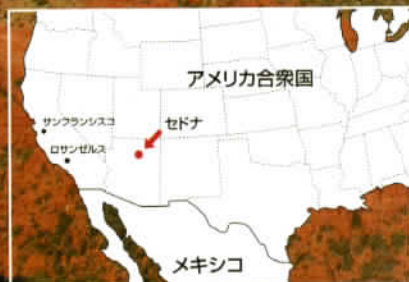 アメリカ合衆国
サンフランシスコ
セドナ
ロサンゼルス
メキシコ